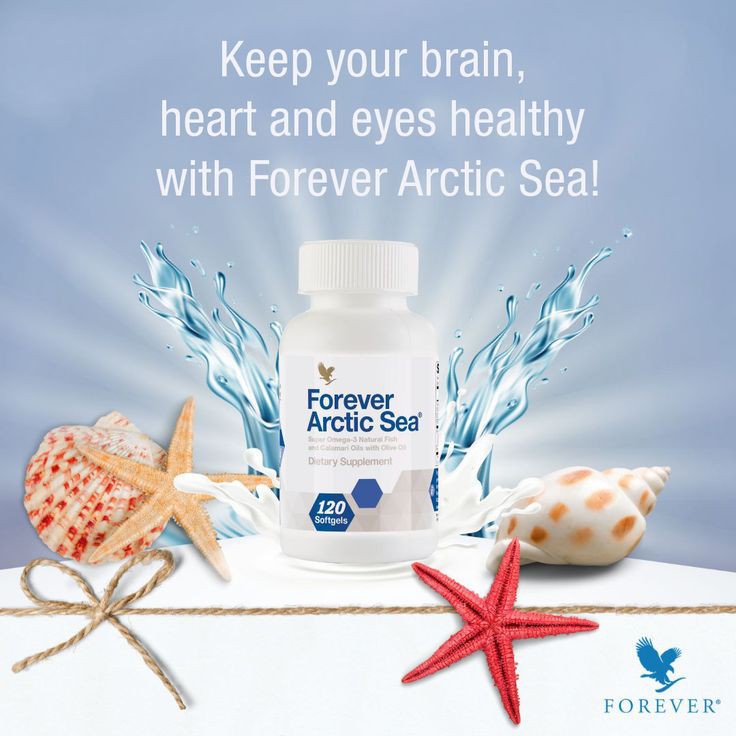 Keep your brain,
heart and eyes healthy
with Forever Arctic Sea!
Forever
Arctic Sea®
Super Omega-3 Natural Fish
and Calamari Oils with Olive Oil
Dietary Supplement
120
Softgels
FOREVER®